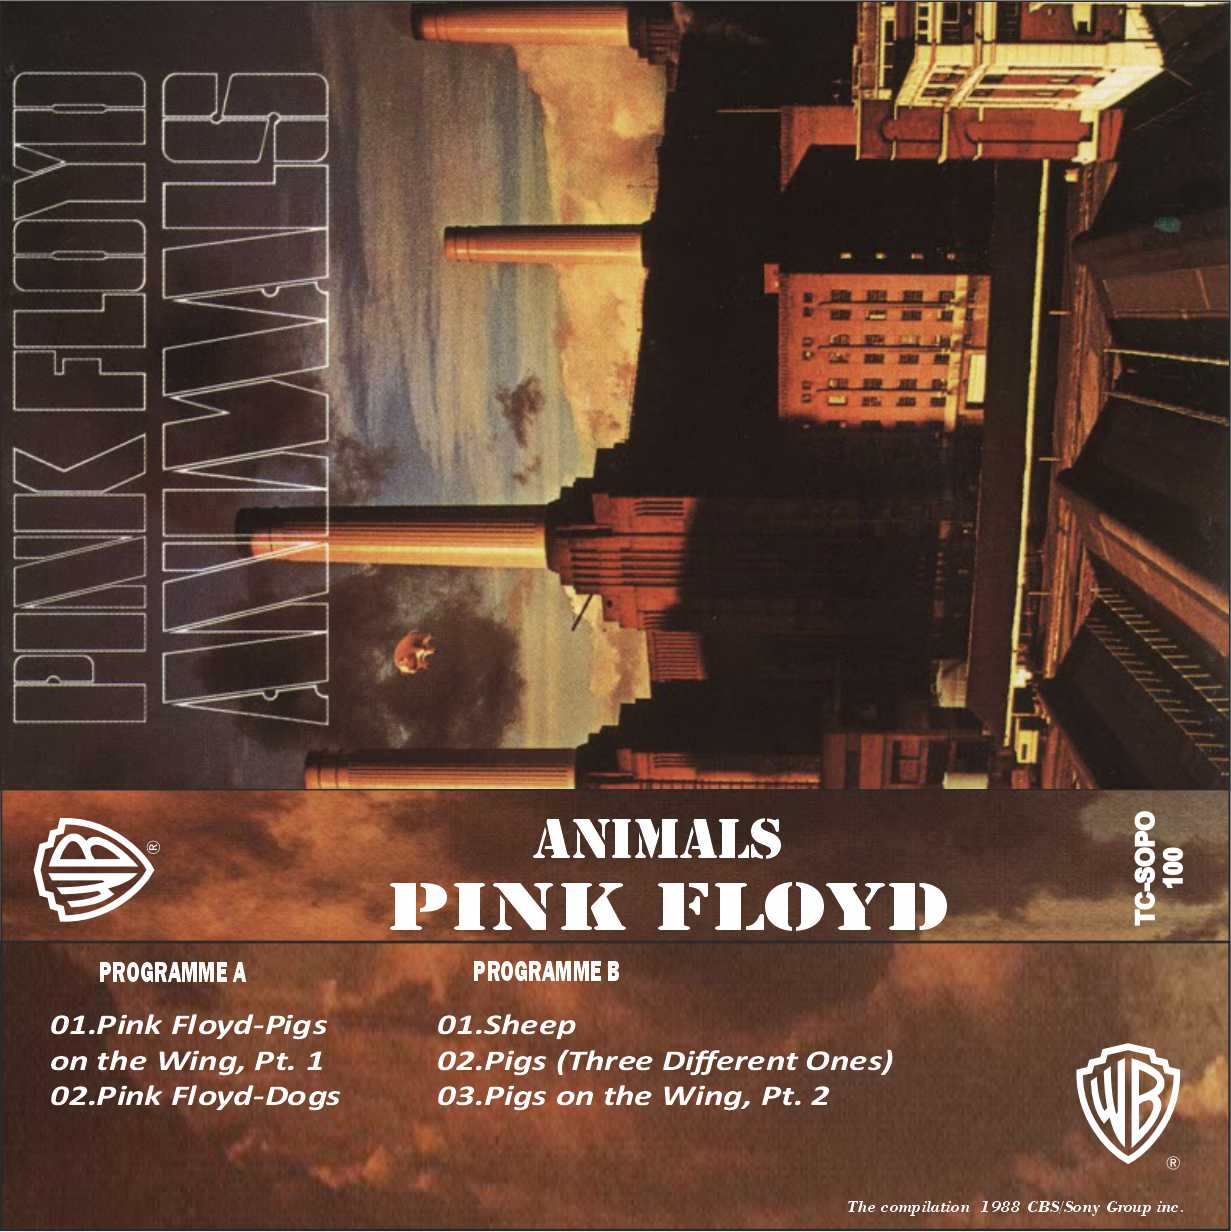 PINK FLOYD
ANIMALS
WB
®
ANIMALS
PINK FLOYD
TC-SOPO
100
PROGRAMME A
01.Pink Floyd-Pigs
on the Wing, Pt. 1
02.Pink Floyd-Dogs
PROGRAMME B
01.Sheep
02.Pigs (Three Different Ones)
03.Pigs on the Wing, Pt. 2
WB
®
The compilation 1988 CBS/Sony Group inc.